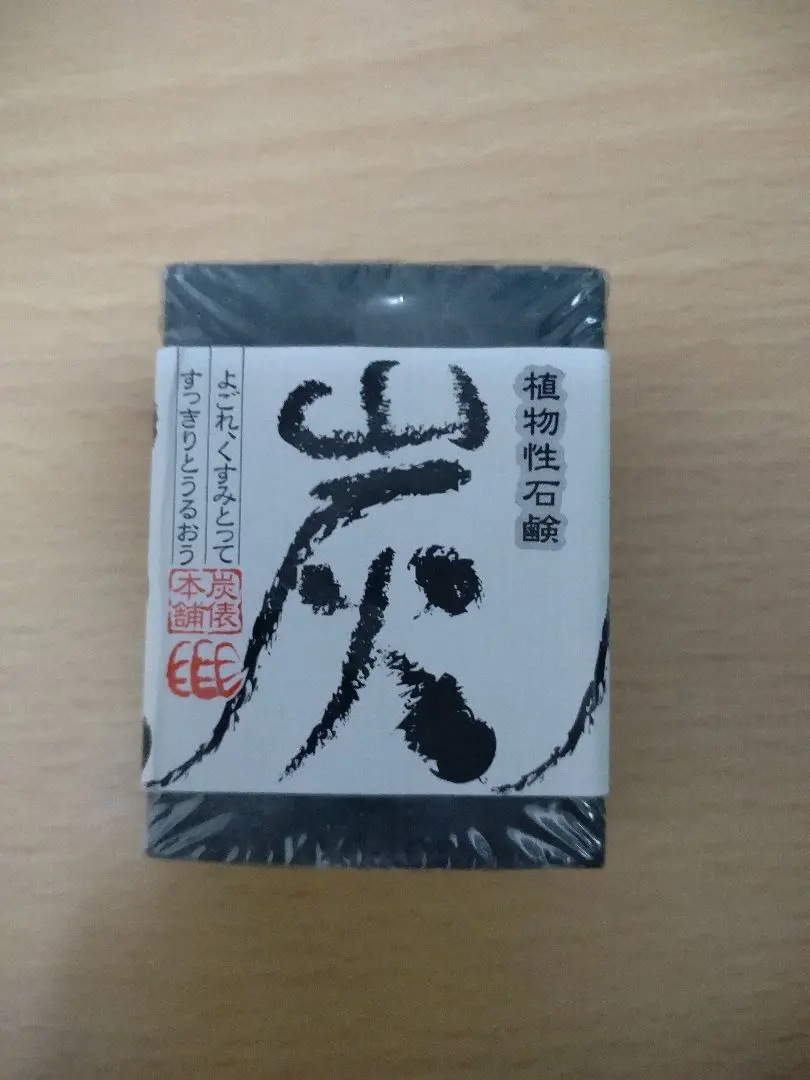 植物性石鹸
炭
よごれ、くすみとって
すっきりとうるおう
炭俵
本舗